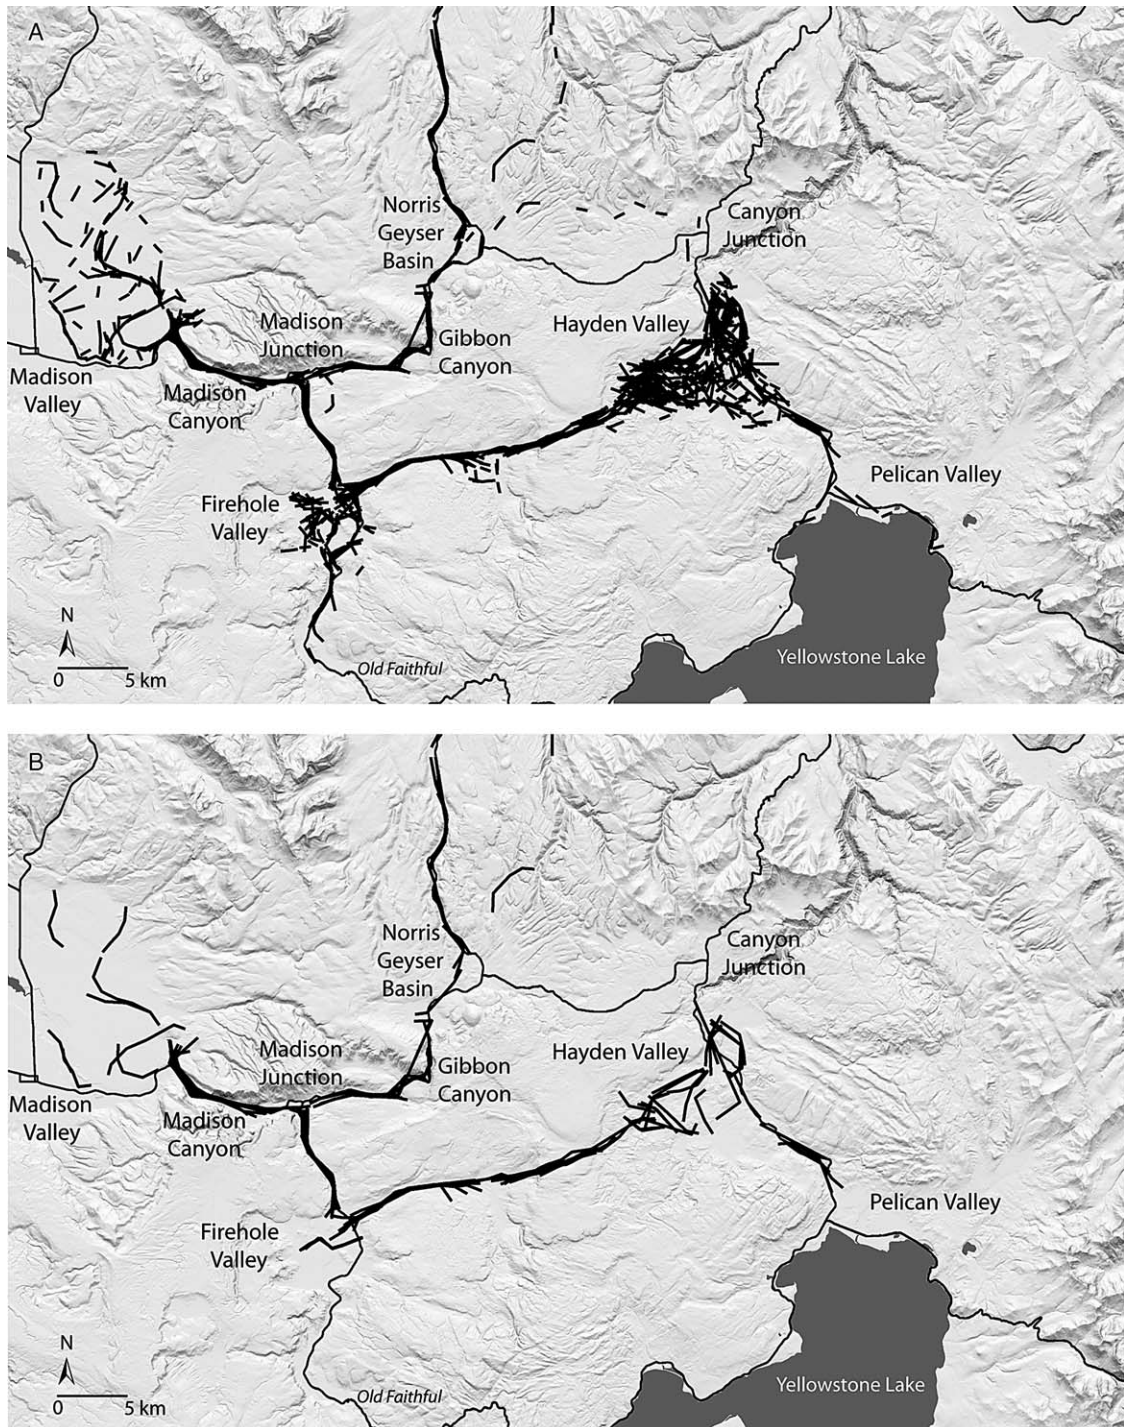 A
Norris
Geyser
Basin
Canyon
Junction
Madison
Junction
Hayden Valley
Gibbon
Canyon
Madison
Valley
Madison
Canyon
Pelican Valley
Firehole
Valley
N
0 5 km
Old Faithful
Yellowstone Lake
B
Norris
Geyser
Basin
Canyon
Junction
Madison
Junction
Hayden Valley
Gibbon
Canyon
Madison
Valley
Madison
Canyon
Pelican Valley
Firehole
Valley
N
0 5 km
Old Faithful
Yellowstone Lake